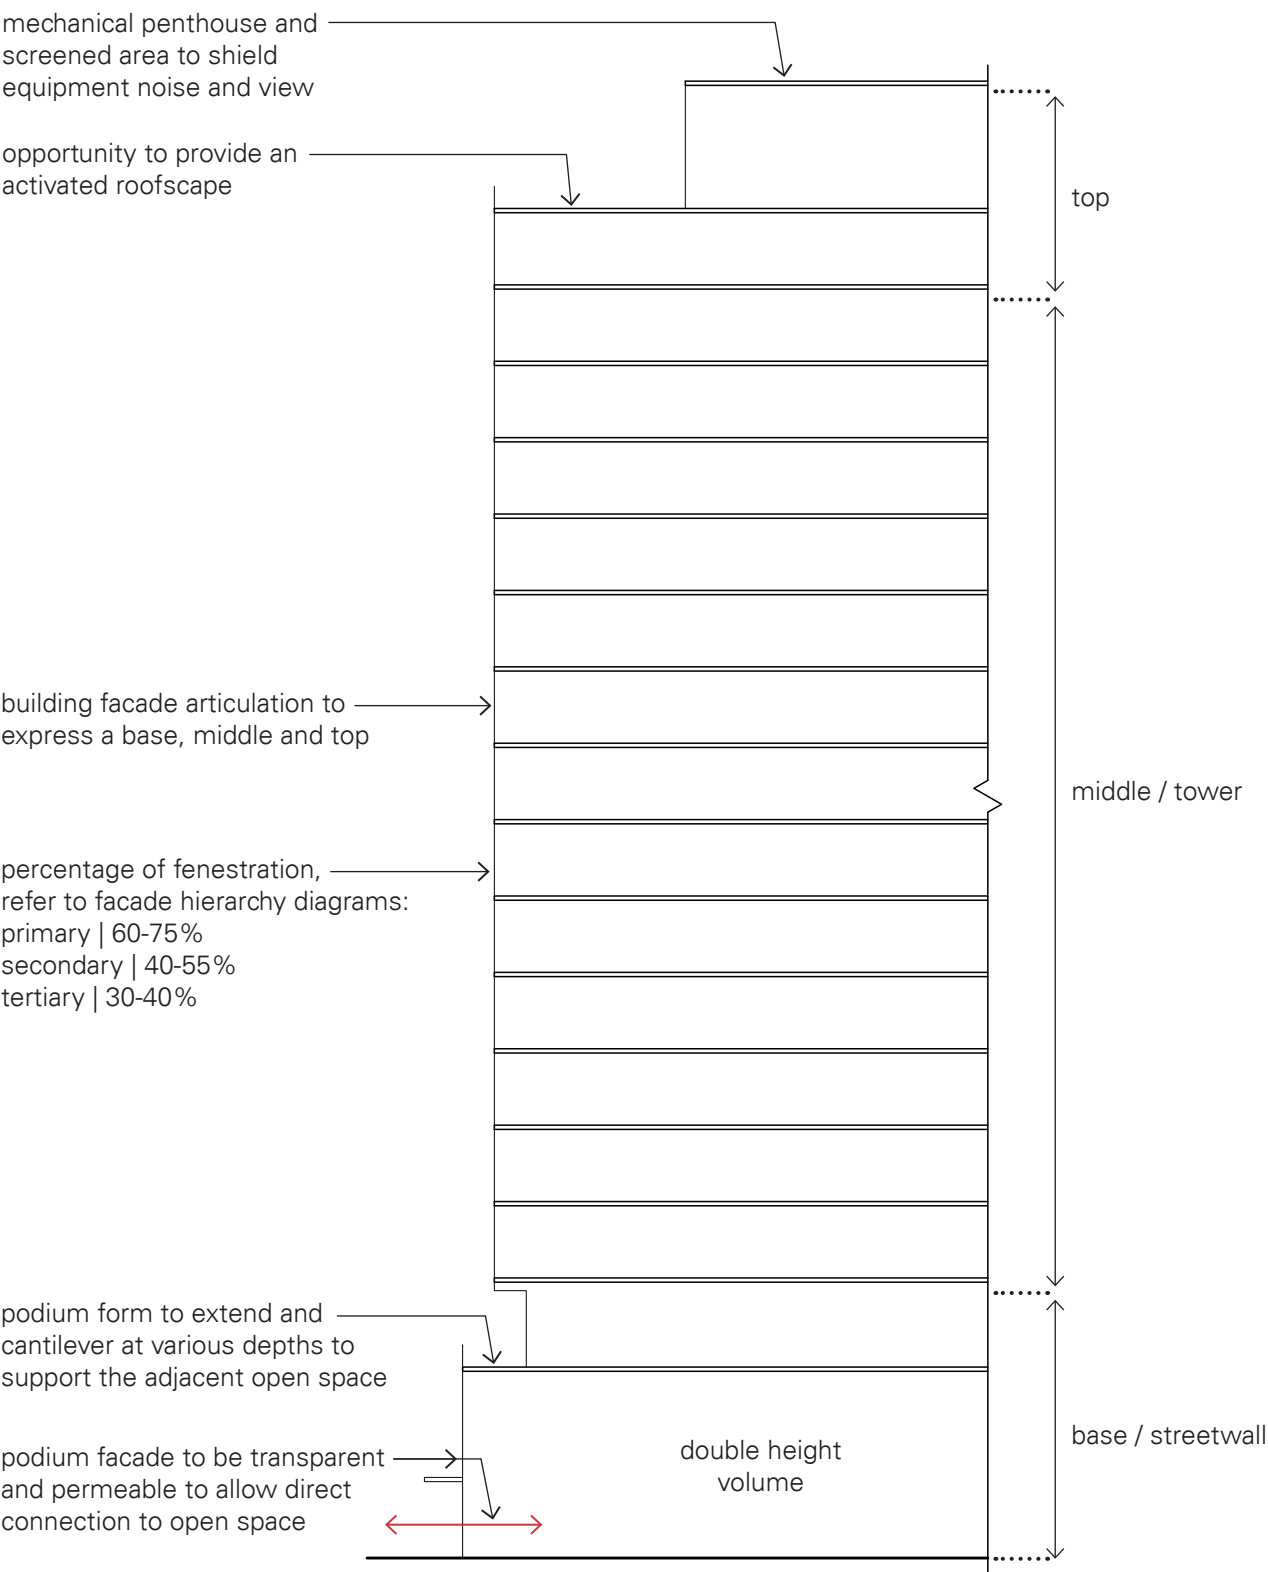 mechanical penthouse and
screened area to shield
equipment noise and view
opportunity to provide an
activated roofscape
top
building facade articulation to
express a base, middle and top
middle / tower
percentage of fenestration,
refer to facade hierarchy diagrams:
primary | 60-75%
secondary | 40-55%
tertiary | 30-40%
podium form to extend and
cantilever at various depths to
support the adjacent open space
base / streetwall
podium facade to be transparent
and permeable to allow direct
connection to open space
double height
volume